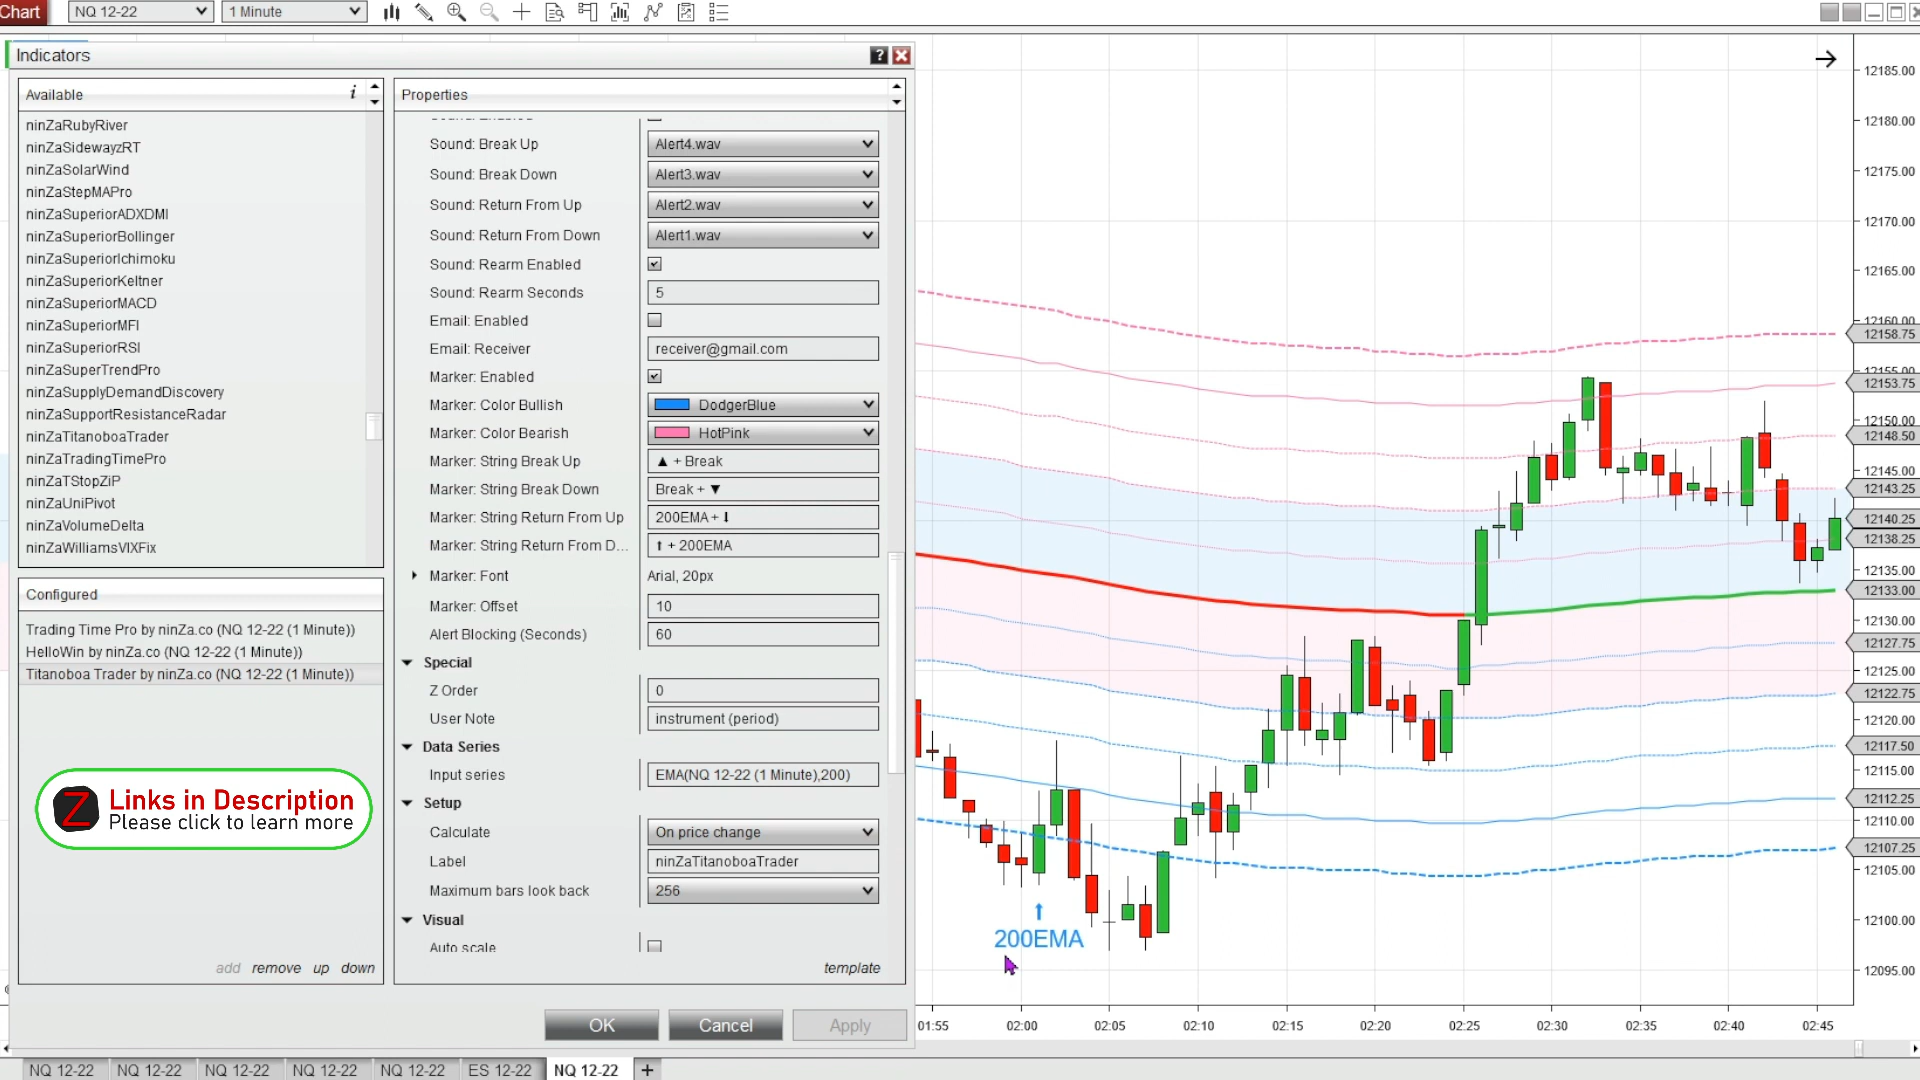 Chart
NQ 12-22
1 Minute
Indicators
?
Available
i
ninZaRubyRiver
ninZaSidewayzRT
ninZaSolarWind
ninZaStepMAPro
ninZaSuperiorADXDMI
ninZaSuperiorBollinger
ninZaSuperiorIchimoku
ninZaSuperiorKeltner
ninZaSuperiorMACD
ninZaSuperiorMFI
ninZaSuperiorRSI
ninZaSuperTrendPro
ninZaSupplyDemandDiscovery
ninZaSupportResistanceRadar
ninZaTitanoboaTrader
ninZaTradingTimePro
ninZaTStopZiP
ninZaUniPivot
ninZaVolumeDelta
ninZaWilliamsVIXFix
Configured
Trading Time Pro by ninZa.co (NQ 12-22 (1 Minute))
HelloWin by ninZa.co (NQ 12-22 (1 Minute))
Titanoboa Trader by ninZa.co (NQ 12-22 (1 Minute))
Z Links in Description
Please click to learn more
add remove up down
Properties
Sound: Break Up Alert4.wav
Sound: Break Down Alert3.wav
Sound: Return From Up Alert2.wav
Sound: Return From Down Alert1.wav
Sound: Rearm Enabled
Sound: Rearm Seconds 5
Email: Enabled
Email: Receiver receiver@gmail.com
Marker: Enabled
Marker: Color Bullish DodgerBlue
Marker: Color Bearish HotPink
Marker: String Break Up ▲ + Break
Marker: String Break Down Break + ▼
Marker: String Return From Up 200EMA + ⬇
Marker: String Return From D... ⬆ + 200EMA
Marker: Font Arial, 20px
Marker: Offset 10
Alert Blocking (Seconds) 60
Special
Z Order 0
User Note instrument (period)
Data Series
Input series EMA(NQ 12-22 (1 Minute),200)
Setup
Calculate On price change
Label ninZaTitanoboaTrader
Maximum bars look back 256
Visual
Auto scale
template
OK Cancel Apply
200EMA
12185.00
12180.00
12175.00
12170.00
12165.00
12160.00
12158.75
12155.00
12153.75
12150.00
12148.50
12145.00
12143.25
12140.25
12138.25
12135.00
12133.00
12130.00
12127.75
12125.00
12122.75
12120.00
12117.50
12115.00
12112.25
12110.00
12107.25
12105.00
12100.00
12095.00
01:55 02:00 02:05 02:10 02:15 02:20 02:25 02:30 02:35 02:40 02:45
NQ 12-22 NQ 12-22 NQ 12-22 NQ 12-22 NQ 12-22 ES 12-22 NQ 12-22 +